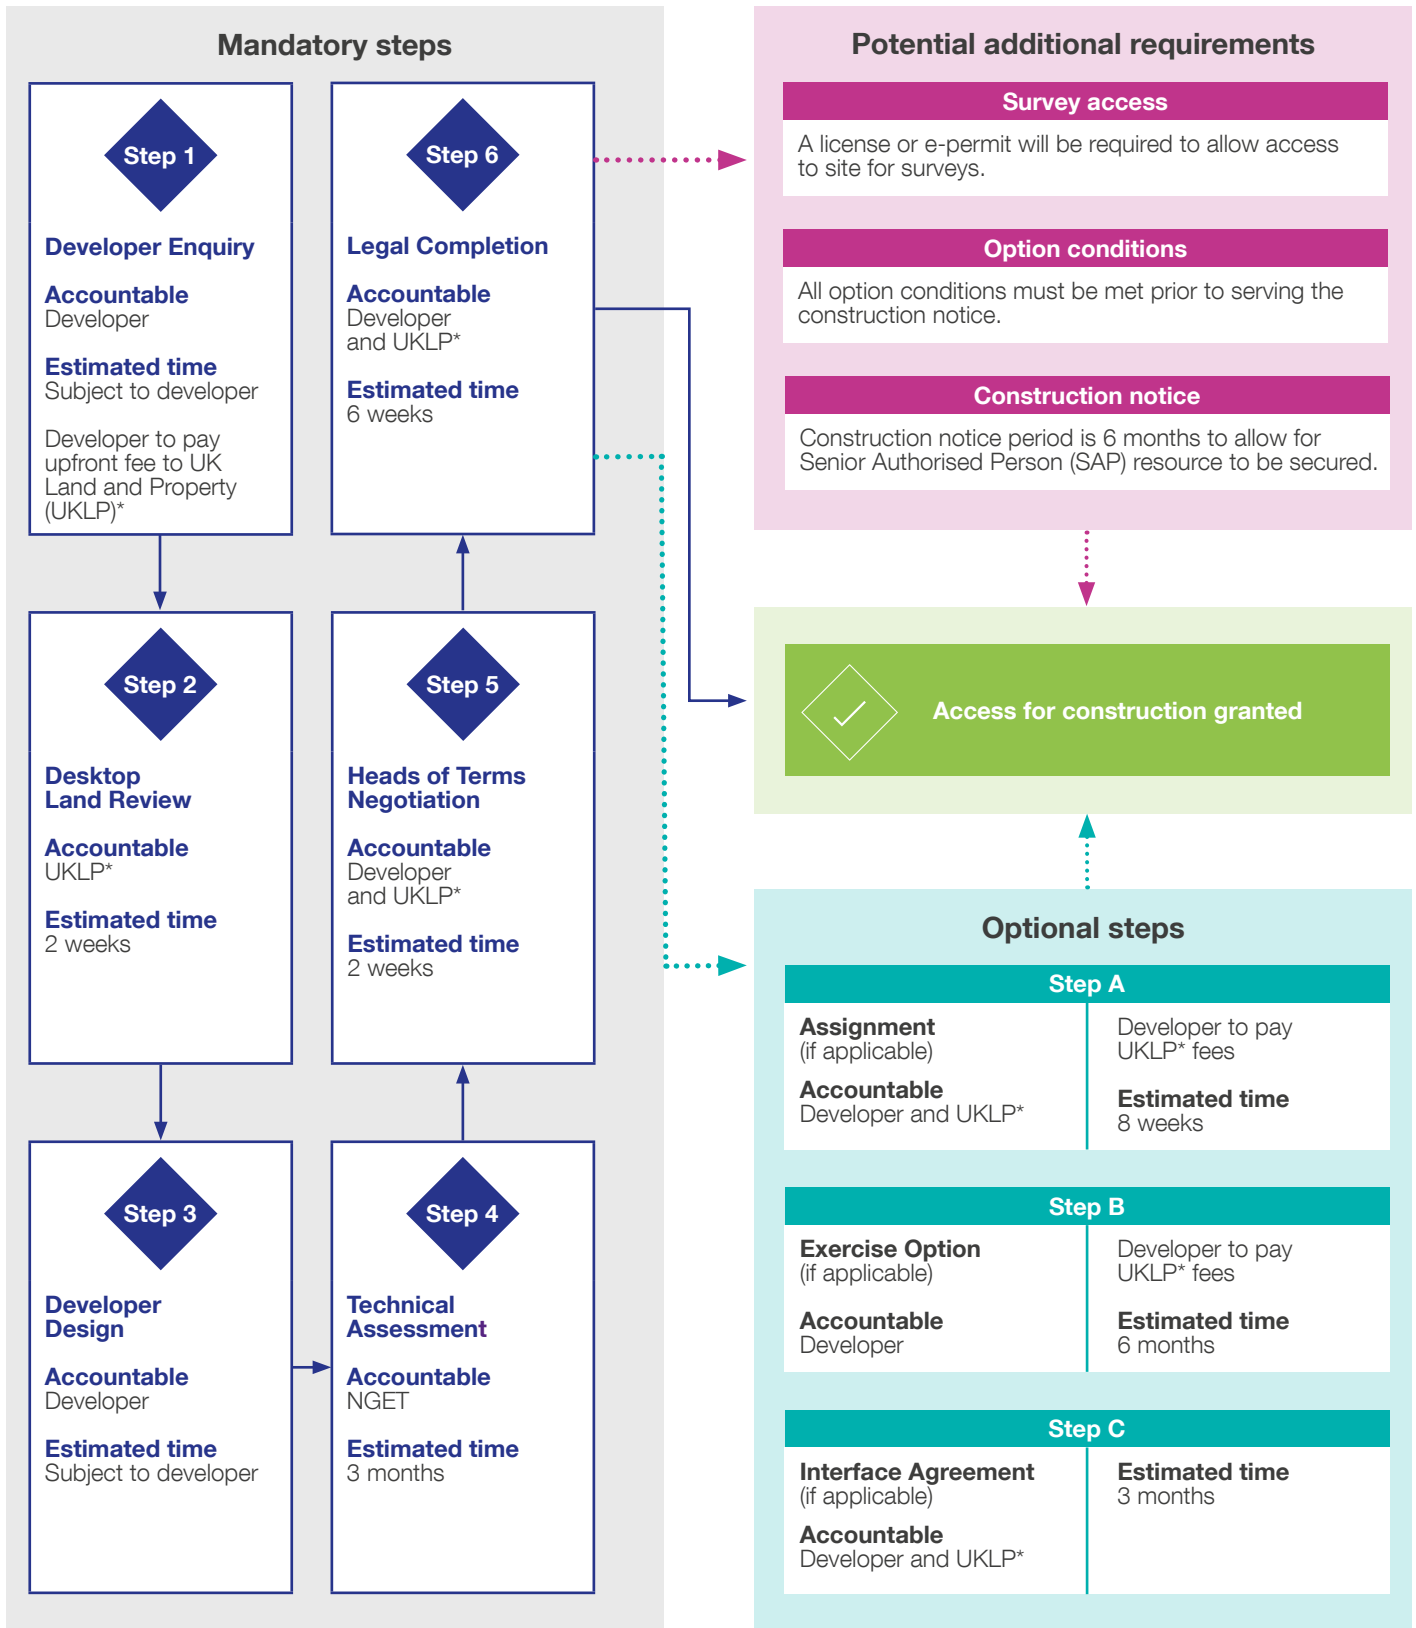 Mandatory steps
Step 1
Developer Enquiry
Accountable
Developer
Estimated time
Subject to developer
Developer to pay
upfront fee to UK
Land and Property
(UKLP)*
Step 2
Desktop
Land Review
Accountable
UKLP*
Estimated time
2 weeks
Step 3
Developer
Design
Accountable
Developer
Estimated time
Subject to developer
Step 4
Technical
Assessment
Accountable
NGET
Estimated time
3 months
Step 5
Heads of Terms
Negotiation
Accountable
Developer
and UKLP*
Estimated time
2 weeks
Step 6
Legal Completion
Accountable
Developer
and UKLP*
Estimated time
6 weeks
Potential additional requirements
Survey access
A license or e-permit will be required to allow access
to site for surveys.
Option conditions
All option conditions must be met prior to serving the
construction notice.
Construction notice
Construction notice period is 6 months to allow for
Senior Authorised Person (SAP) resource to be secured.
Access for construction granted
Optional steps
Step A
Assignment
(if applicable)
Accountable
Developer and UKLP*
Developer to pay
UKLP* fees
Estimated time
8 weeks
Step B
Exercise Option
(if applicable)
Accountable
Developer
Developer to pay
UKLP* fees
Estimated time
6 months
Step C
Interface Agreement
(if applicable)
Accountable
Developer and UKLP*
Estimated time
3 months